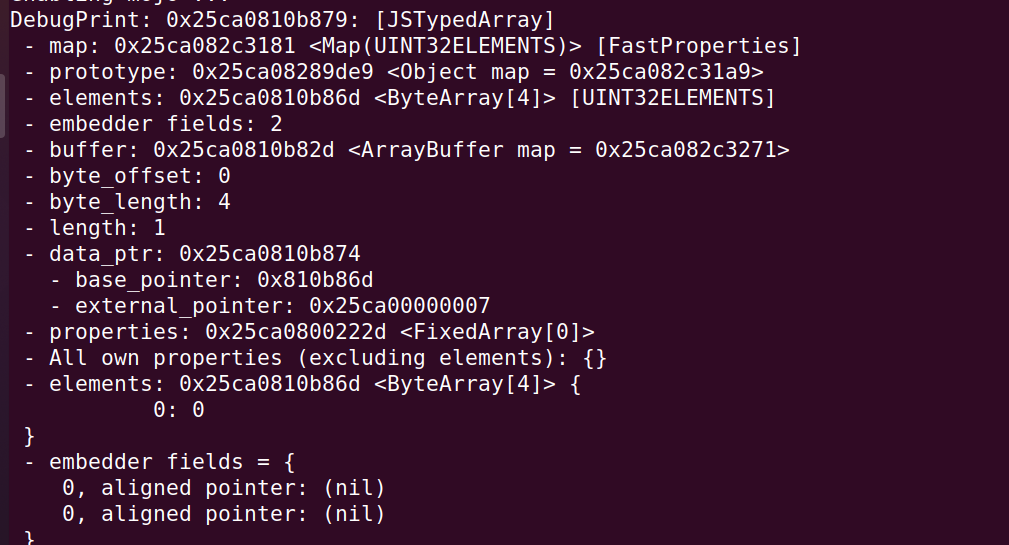 DebugPrint: 0x25ca0810b879: [JSTypedArray]
- map: 0x25ca082c3181 <Map(UINT32ELEMENTS)> [FastProperties]
- prototype: 0x25ca08289de9 <Object map = 0x25ca082c31a9>
- elements: 0x25ca0810b86d <ByteArray[4]> [UINT32ELEMENTS]
- embedder fields: 2
- buffer: 0x25ca0810b82d <ArrayBuffer map = 0x25ca082c3271>
- byte_offset: 0
- byte_length: 4
- length: 1
- data_ptr: 0x25ca0810b874
- base_pointer: 0x810b86d
- external_pointer: 0x25ca00000007
- properties: 0x25ca0800222d <FixedArray[0]>
- All own properties (excluding elements): {}
- elements: 0x25ca0810b86d <ByteArray[4]> {
0: 0
}
- embedder fields = {
0, aligned pointer: (nil)
0, aligned pointer: (nil)
}